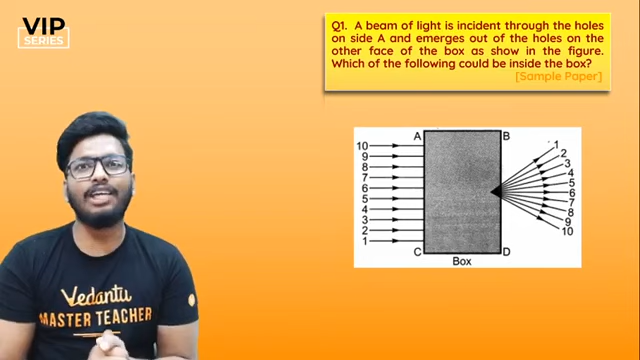 VIP
SERIES
Q1. A beam of light is incident through the holes
on side A and emerges out of the holes on the
other face of the box as show in the figure.
Which of the following could be inside the box?
[Sample Paper]
A B
10 1
9 2
8 3
7 4
6 5
5 6
4 7
3 8
2 9
1 10
C D
Box
Vedantu
MASTER TEACHER